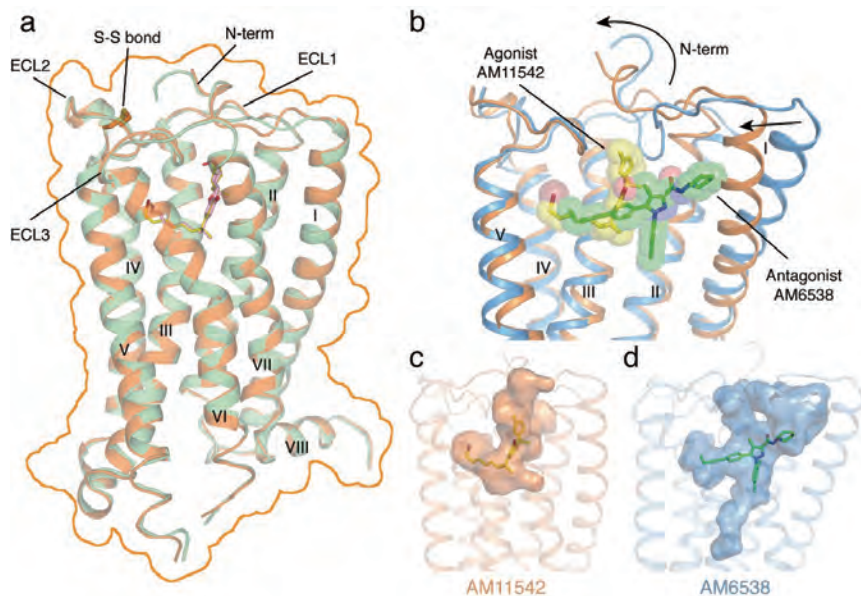 a
S-S bond
N-term
ECL2
ECL1
ECL3
II
I
IV
III
V
VII
VI
VIII
b
Agonist
AM11542
N-term
I
V
IV
III
II
Antagonist
AM6538
c
AM11542
d
AM6538